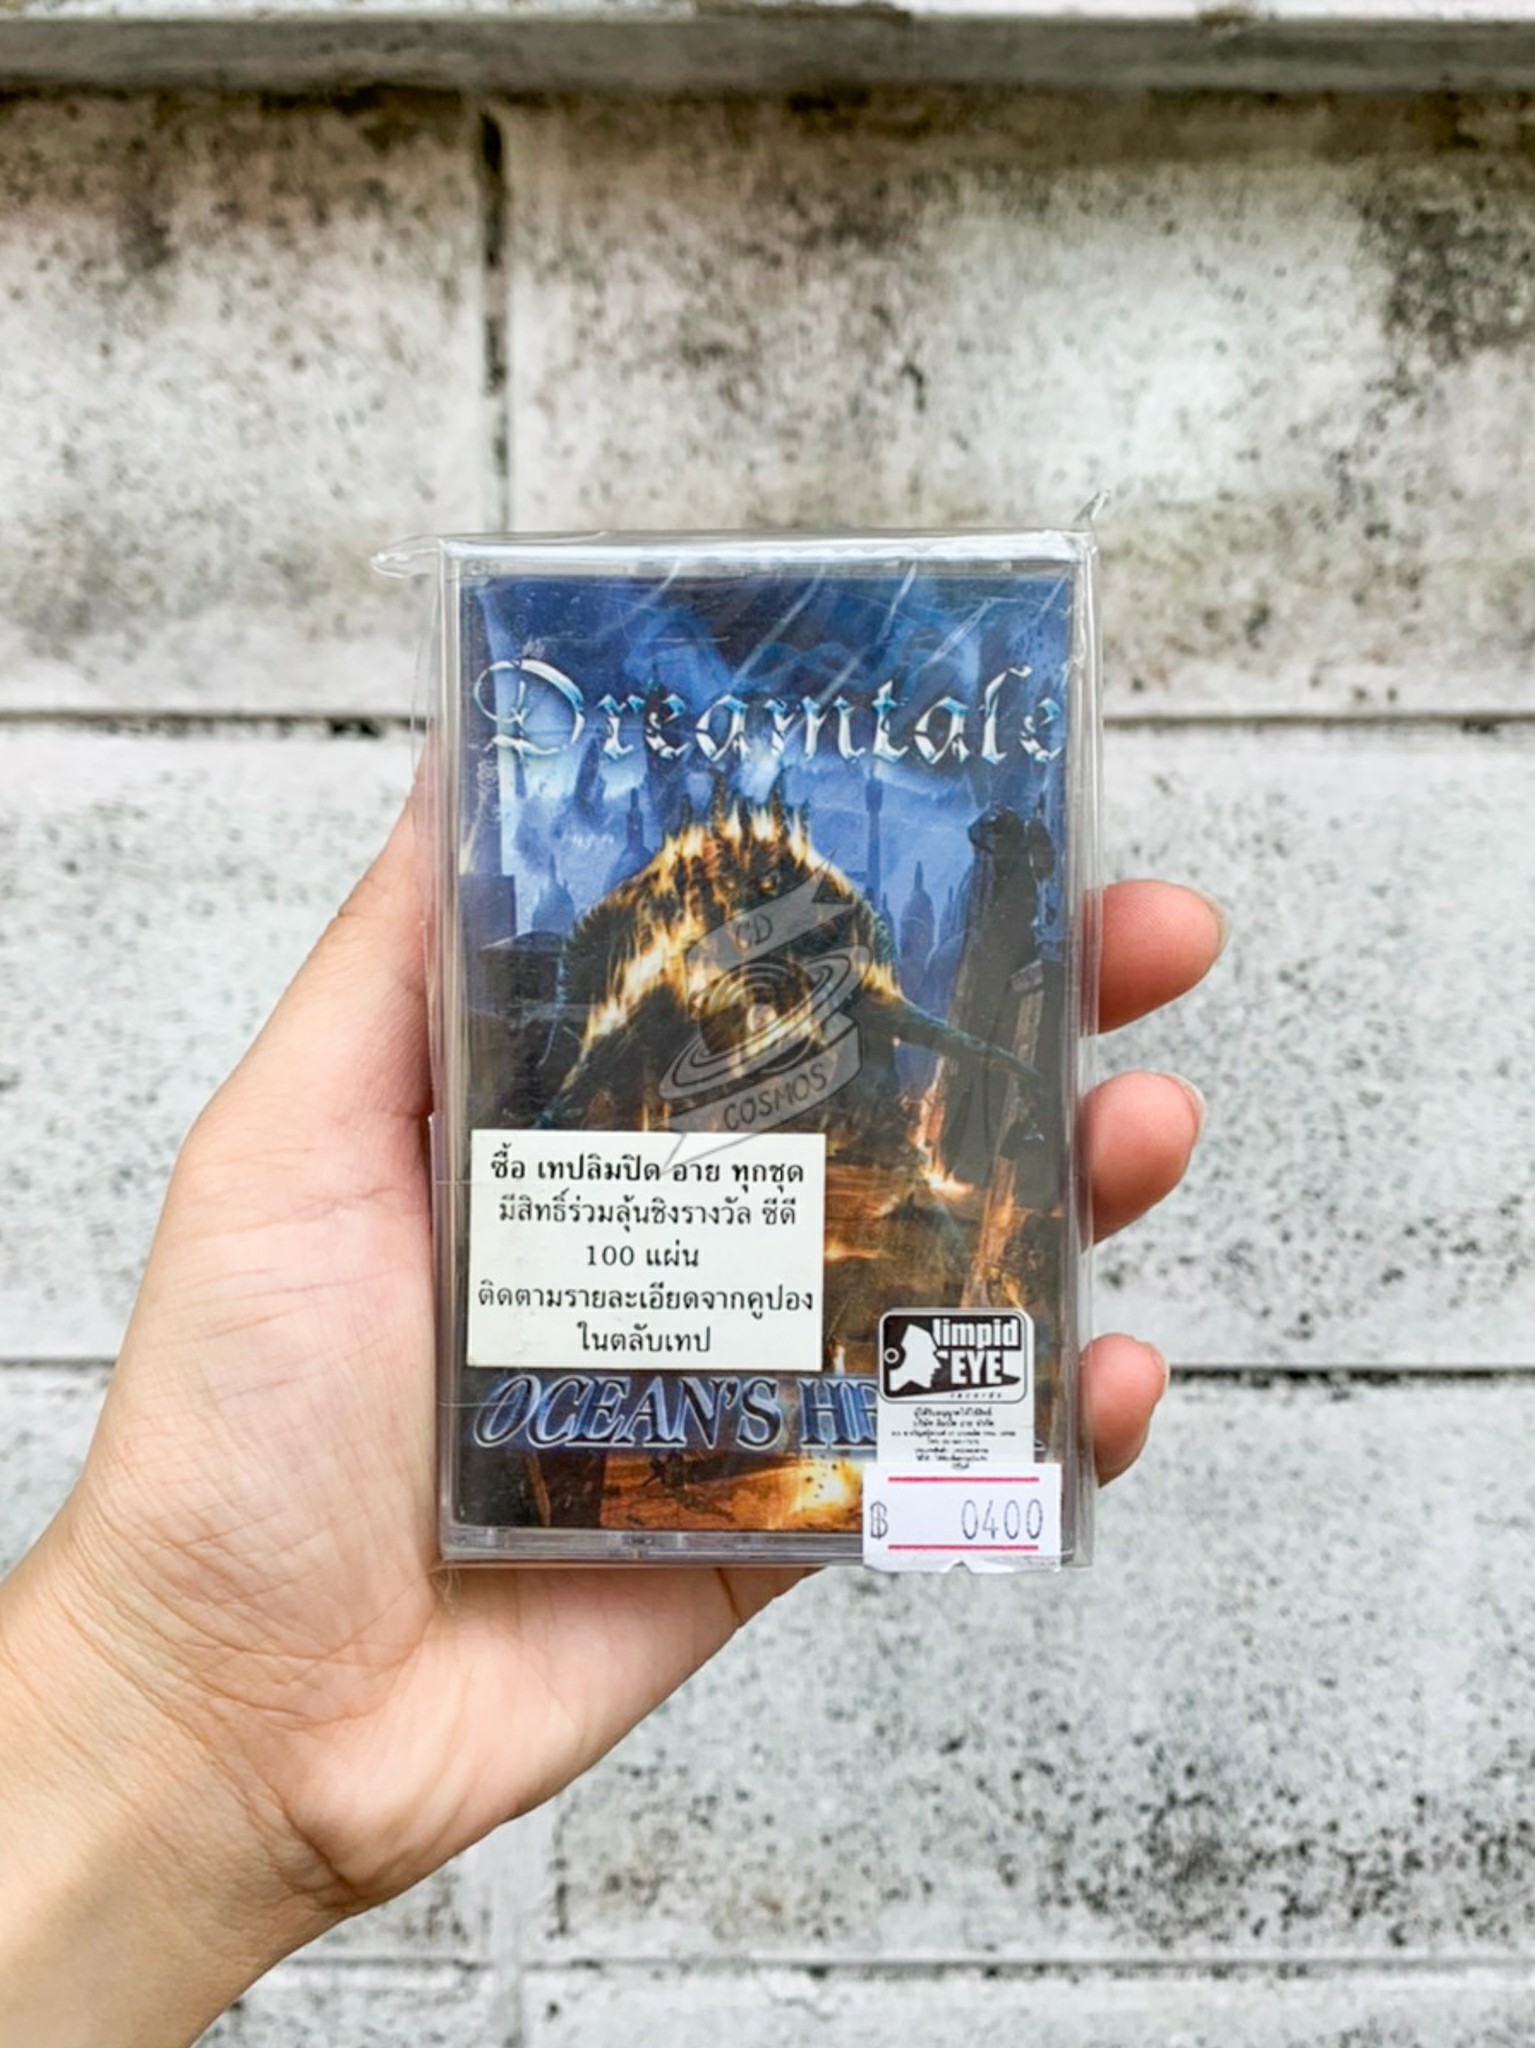 Dreamtale
CD
COSMOS
ซื้อ เทปลิมปิด อาย ทุกชุด
มีสิทธิ์ร่วมลุ้นชิงรางวัล ซีดี
100 แผ่น
ติดตามรายละเอียดจากคูปอง
ในตลับเทป
limpid
EYE
records
OCEAN'S
฿ 0400